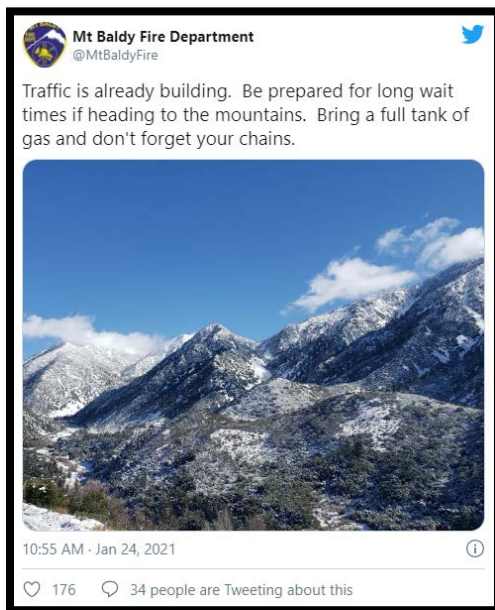 Mt Baldy Fire Department
@MtBaldyFire
Traffic is already building.  Be prepared for long wait
times if heading to the mountains.  Bring a full tank of
gas and don't forget your chains.
10:55 AM · Jan 24, 2021
176
34 people are Tweeting about this